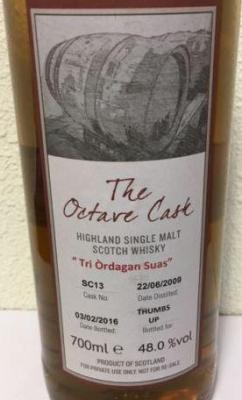 The
Octave Cask
HIGHLAND SINGLE MALT
SCOTCH WHISKY
"Tri Òrdagan Suas"
SC13 22/06/2009
Cask No: Date Distilled:
03/02/2016 THUMBS UP
Date Bottled: Bottled for:
700ml e 48.0 %vol
PRODUCT OF SCOTLAND
FOR PRIVATE USE ONLY. NOT FOR RE-SALE